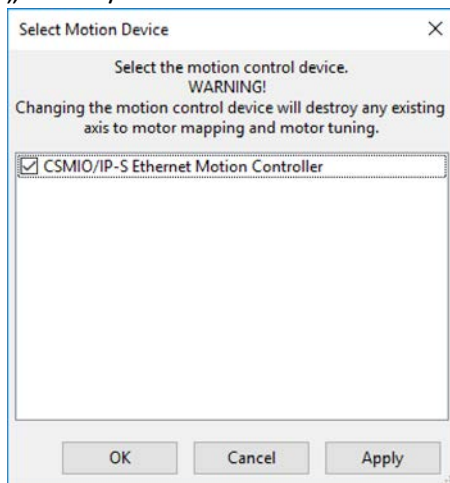 Select Motion Device
Select the motion control device.
WARNING!
Changing the motion control device will destroy any existing
axis to motor mapping and motor tuning.
CSMIO/IP-S Ethernet Motion Controller
OK Cancel Apply